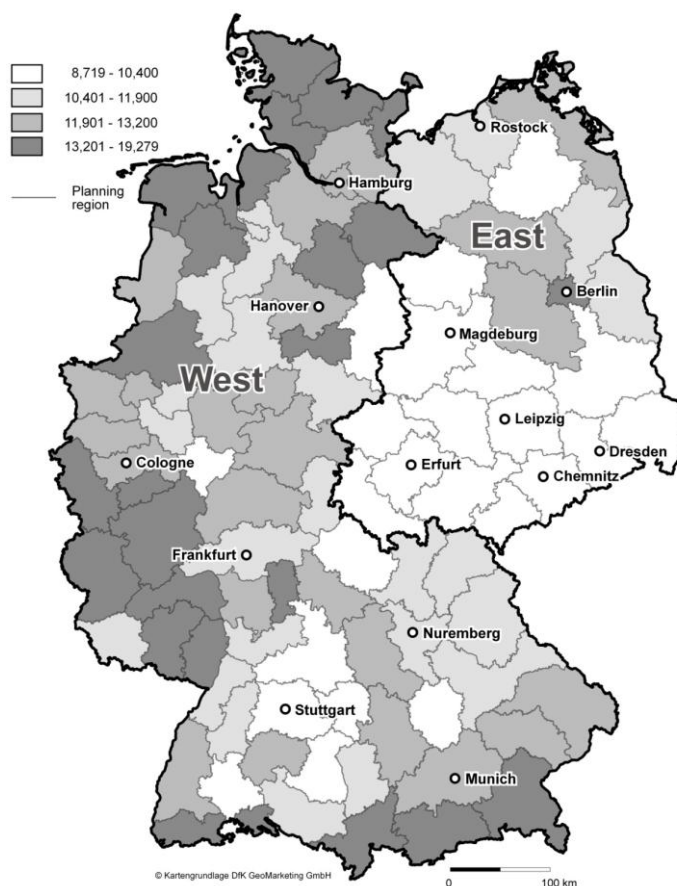 8,719 - 10,400
10,401 - 11,900
11,901 - 13,200
13,201 - 19,279
Planning
region
Rostock
Hamburg
East
Berlin
Hanover
Magdeburg
West
Leipzig
Dresden
Cologne
Erfurt
Chemnitz
Frankfurt
Nuremberg
Stuttgart
Munich
© Kartengrundlage DfK GeoMarketing GmbH
0 100 km